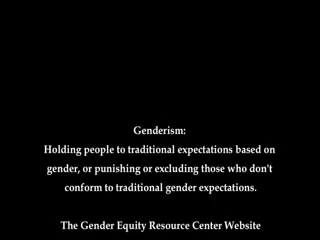 Genderism:
Holding people to traditional expectations based on
gender, or punishing or excluding those who don't
conform to traditional gender expectations.
The Gender Equity Resource Center Website